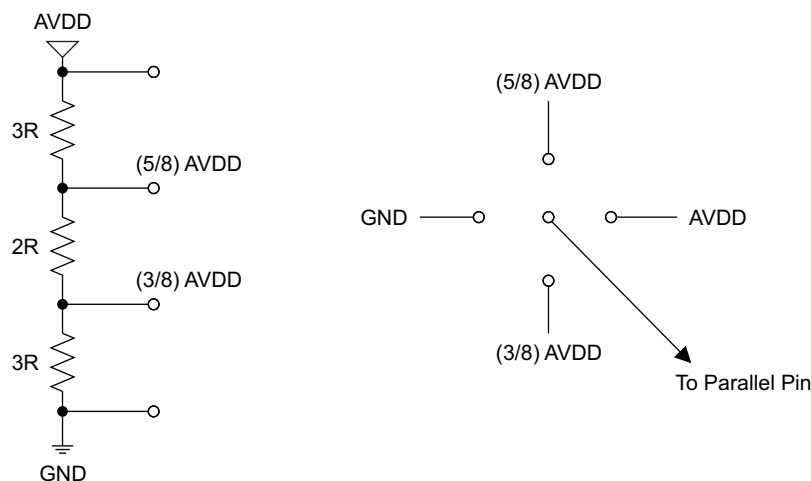 AVDD
3R
(5/8) AVDD
2R
(3/8) AVDD
3R
GND
(5/8) AVDD
GND
AVDD
(3/8) AVDD
To Parallel Pin